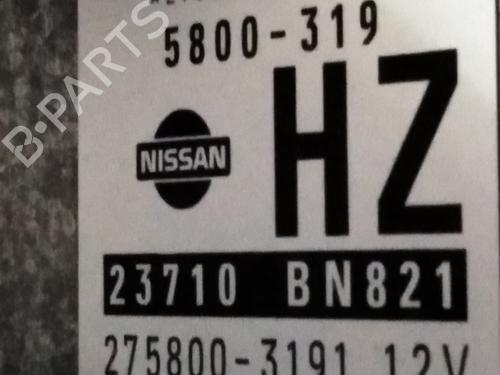 5800-319
HZ
NISSAN
23710 BN821
275800-3191 12V
B-PARTS